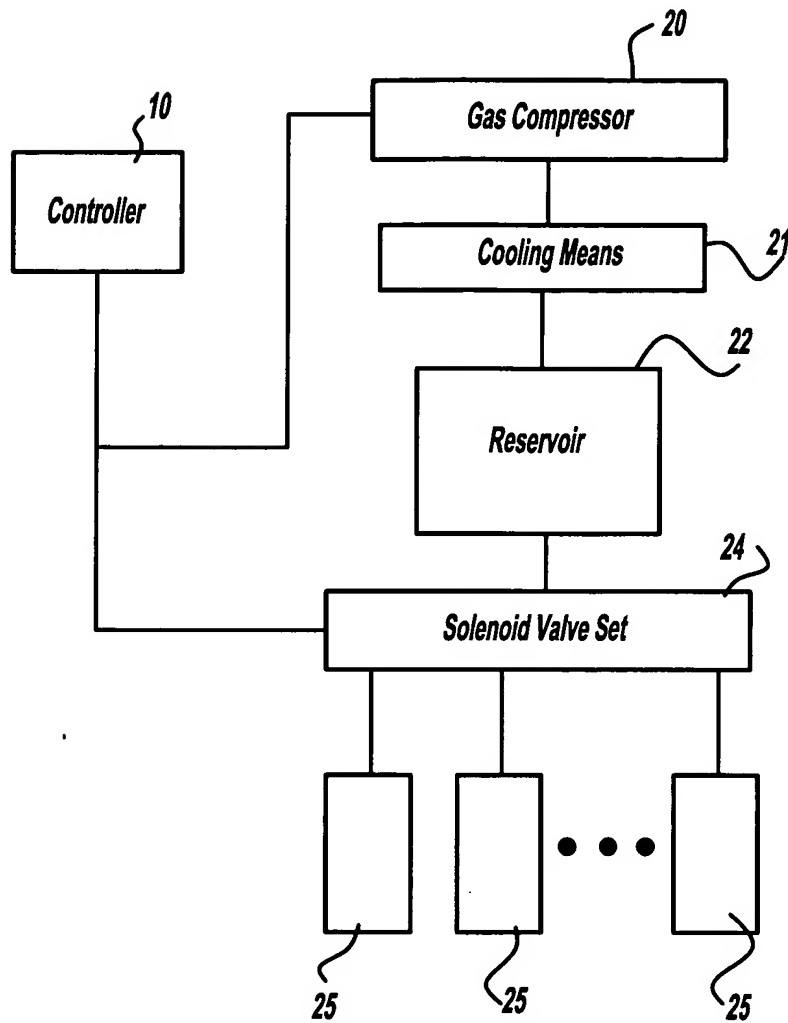 20
Gas Compressor
10
Controller
21
Cooling Means
22
Reservoir
24
Solenoid Valve Set
25
25
25